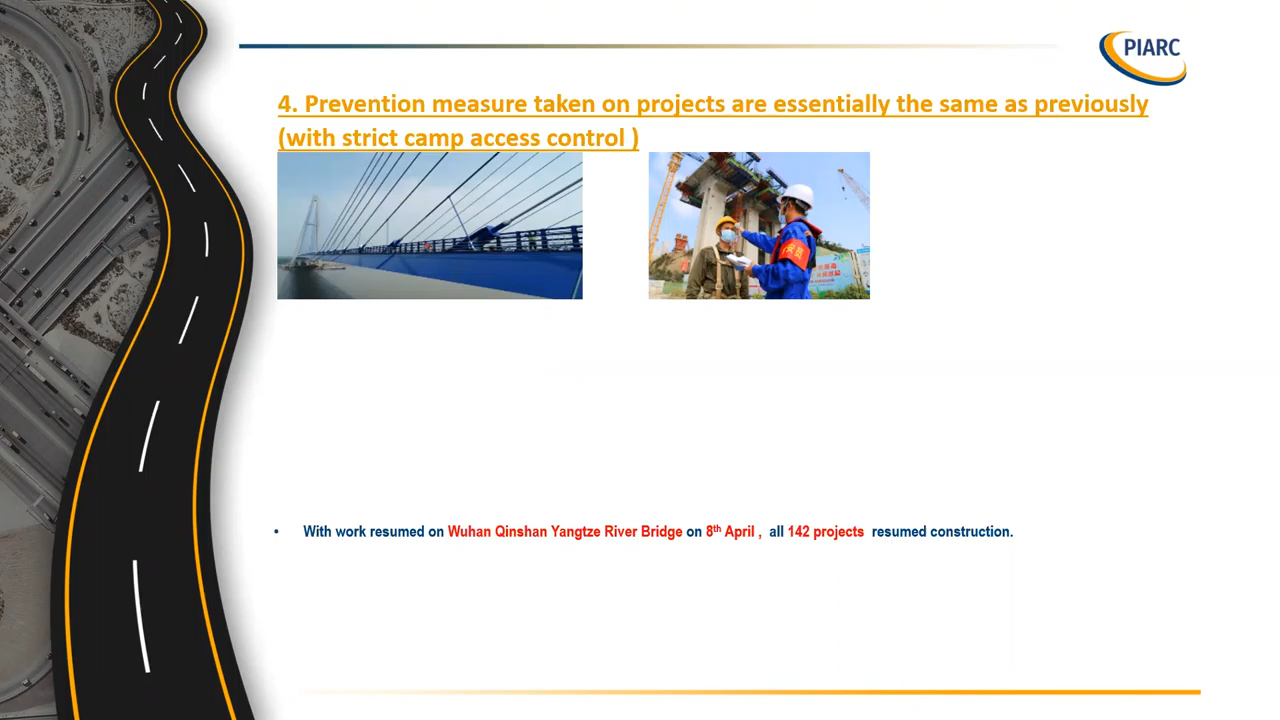 PIARC
4. Prevention measure taken on projects are essentially the same as previously
(with strict camp access control )
• With work resumed on Wuhan Qinshan Yangtze River Bridge on 8th April , all 142 projects resumed construction.